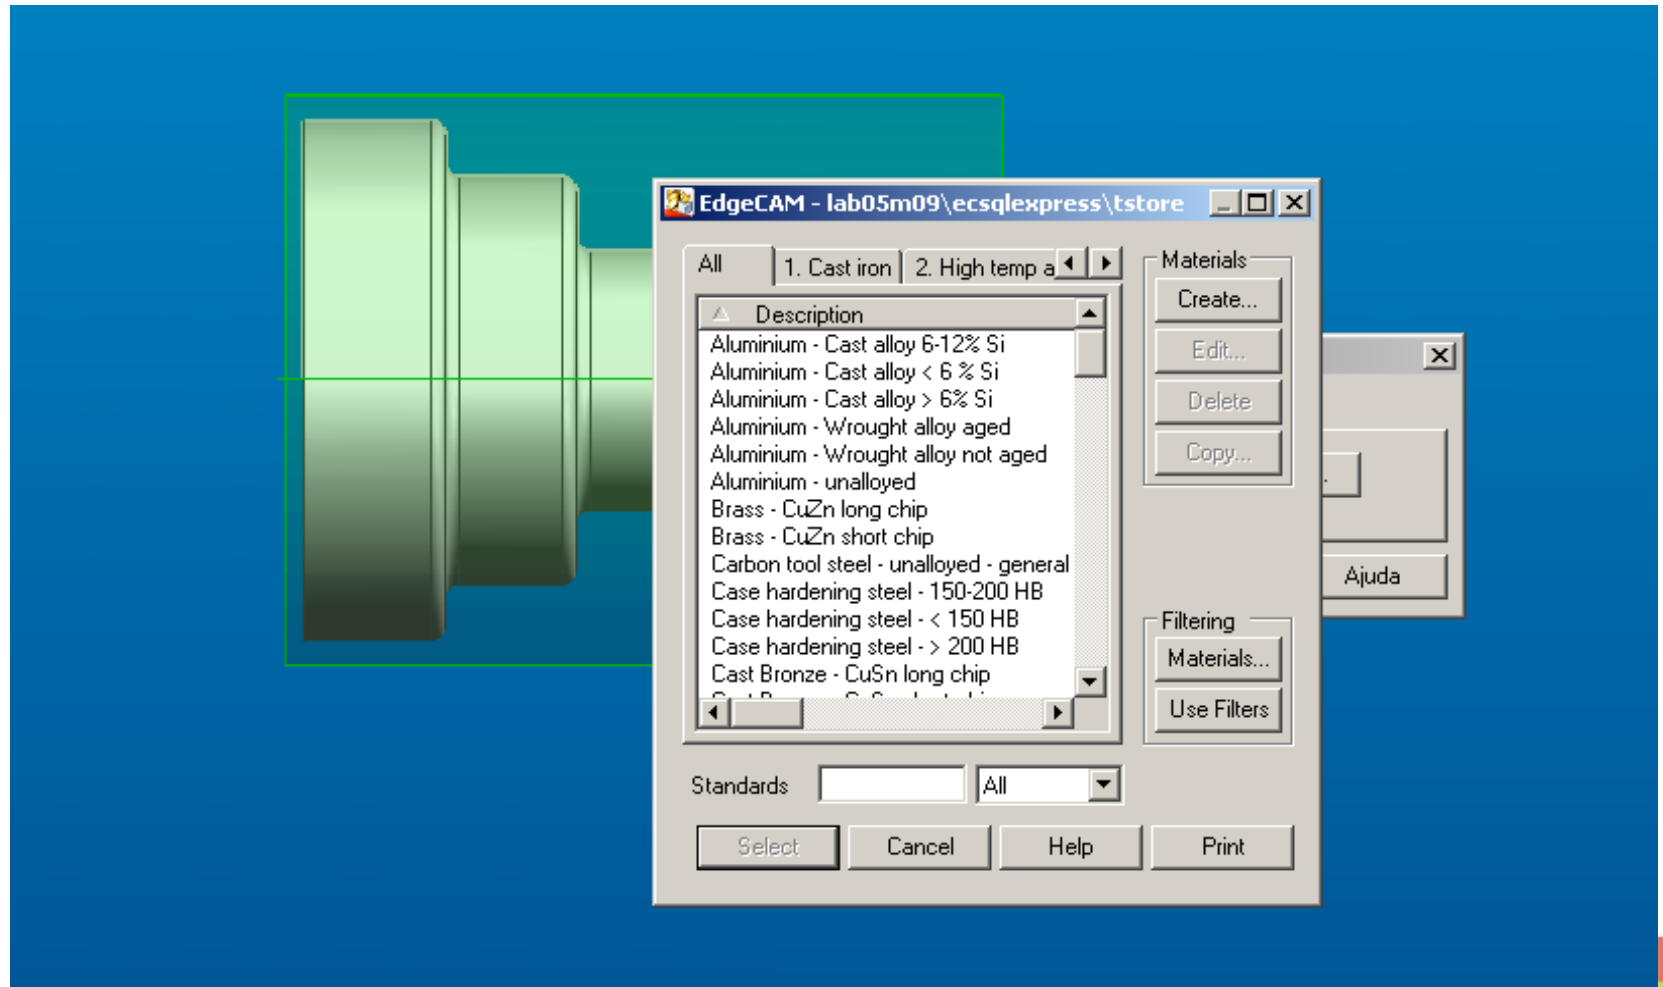 EdgeCAM - lab05m09\ecsqlexpress\tstore
All
1. Cast iron
2. High temp a
Description
Aluminium - Cast alloy 6-12% Si
Aluminium - Cast alloy < 6 % Si
Aluminium - Cast alloy > 6% Si
Aluminium - Wrought alloy aged
Aluminium - Wrought alloy not aged
Aluminium - unalloyed
Brass - CuZn long chip
Brass - CuZn short chip
Carbon tool steel - unalloyed - general
Case hardening steel - 150-200 HB
Case hardening steel - < 150 HB
Case hardening steel - > 200 HB
Cast Bronze - CuSn long chip
Materials
Create...
Edit...
Delete
Copy...
Filtering
Materials...
Use Filters
Standards
All
Select
Cancel
Help
Print
Ajuda